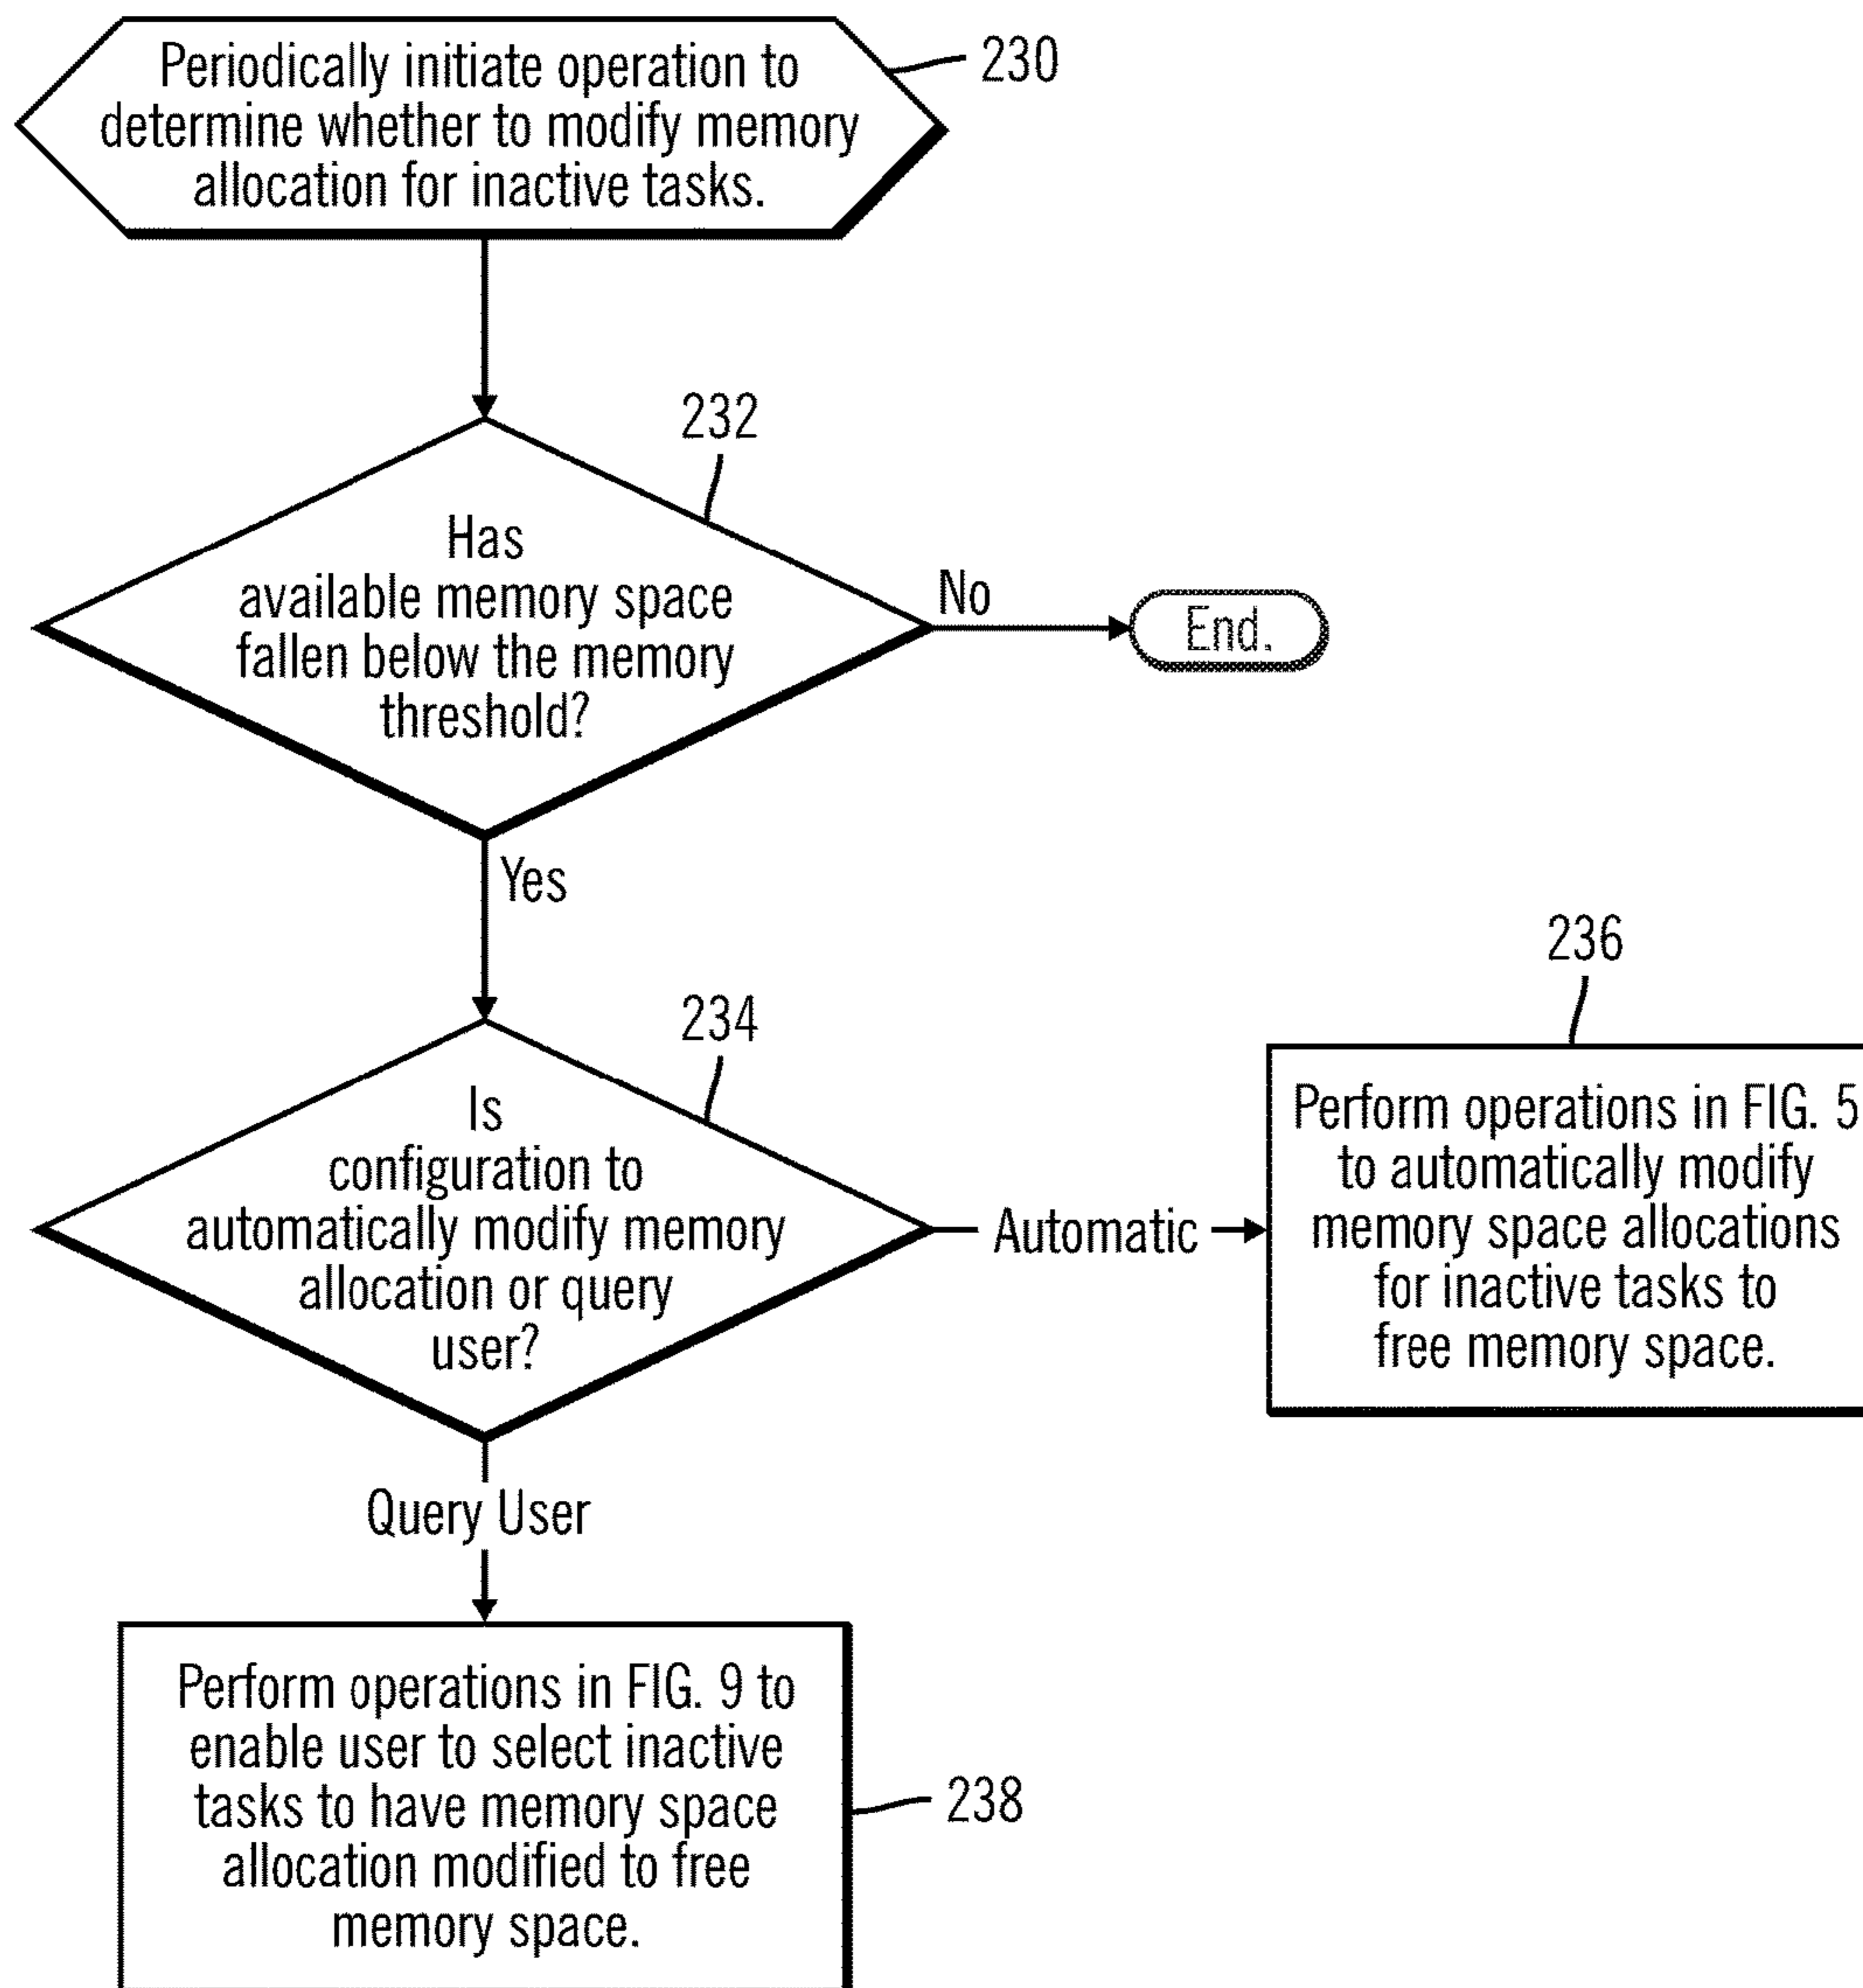 Periodically initiate operation to
determine whether to modify memory
allocation for inactive tasks.
230
232
Has
available memory space
fallen below the memory
threshold?
No
End.
Yes
234
Is
configuration to
automatically modify memory
allocation or query
user?
Automatic
236
Perform operations in FIG. 5
to automatically modify
memory space allocations
for inactive tasks to
free memory space.
Query User
Perform operations in FIG. 9 to
enable user to select inactive
tasks to have memory space
allocation modified to free
memory space.
238